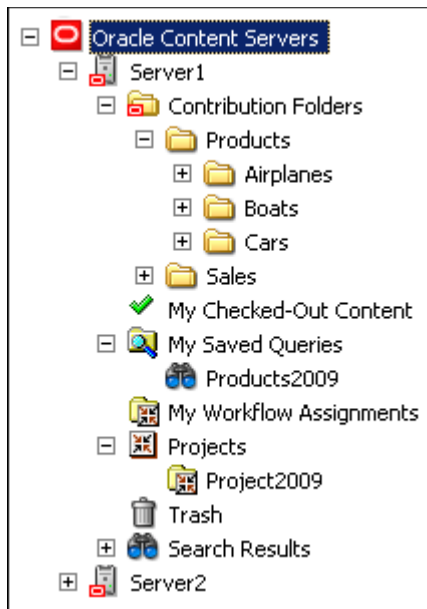 Oracle Content Servers
Server1
Contribution Folders
Products
Airplanes
Boats
Cars
Sales
My Checked-Out Content
My Saved Queries
Products2009
My Workflow Assignments
Projects
Project2009
Trash
Search Results
Server2